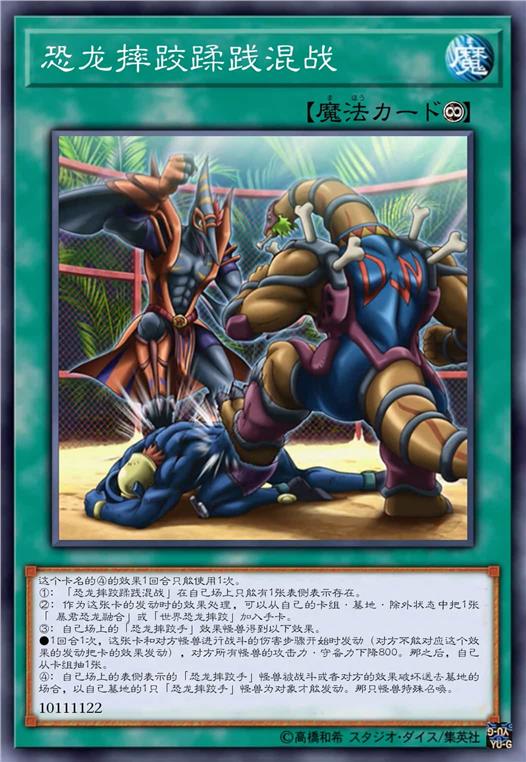 恐龙摔跤蹂践混战
魔
【魔法カード】
まほう
DW
这个卡名的④的效果1回合只能使用1次。
①：「恐龙摔跤蹂践混战」在自己场上只能有1张表侧表示存在。
②：作为这张卡的发动时的效果处理，可以从自己的卡组·墓地·除外状态中把1张
「暴君恐龙融合」或「世界恐龙竞技场」加入手卡。
③：自己场上的「恐龙摔跤手」效果怪兽得到以下效果。
●1回合1次，这张卡和对方怪兽进行战斗的伤害步骤开始时发动（对方不能对应这个效
果的发动把卡的效果发动），对方所有怪兽的攻击力·守备力下降800。那之后，自己
从卡组抽1张。
④：自己场上的表侧表示的「恐龙摔跤手」怪兽被战斗或者对方的效果破坏送去墓地的
场合，以自己墓地的1只「恐龙摔跤手」怪兽为对象才能发动。那只怪兽特殊召唤。
10111122
©高橋和希 スタジオ・ダイス/集英社
YU-G